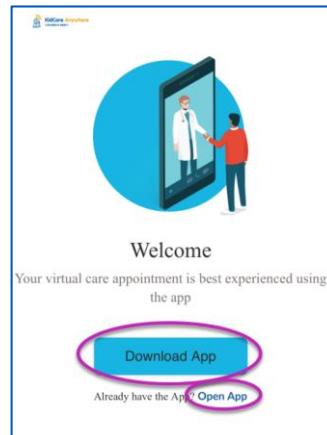 KidCare Anywhere
Welcome
Your virtual care appointment is best experienced using
the app
Download App
Already have the App? Open App